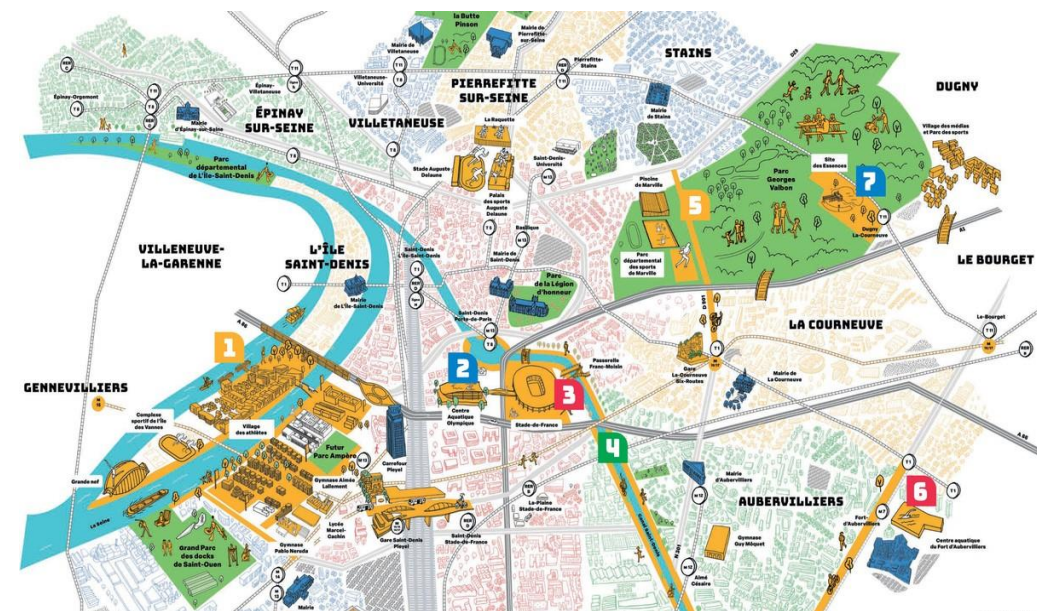 la Butte
Pinson
Mairie de
Villetaneuse
Mairie de
Pierrefitte
-sur-Seine
STAINS
DUGNY
Épinay-Orgemont
Épinay-
Villetaneuse
Villetaneuse-
Université
Pierrefitte-
Stains
PIERREFITTE
SUR-SEINE
Mairie
d'Épinay-sur-Seine
ÉPINAY
SUR-SEINE
VILLETANEUSE
La Raquette
Mairie
de Stains
Village des médias
et Parc des sports
Parc
départemental
de L'Île-Saint-Denis
Stade Auguste
Delaune
Saint-Denis-
Université
Palais
des sports
Auguste
Delaune
Piscine
de Marville
Parc
Georges
Valbon
Site
des Essences
7
5
Dugny
La-Courneuve
VILLENEUVE-
LA-GARENNE
L'ÎLE
SAINT-DENIS
Saint-Denis
L'Île-Saint-Denis
Basilique
Mairie de
Saint-Denis
Parc
départemental
des sports
de Marville
LE BOURGET
Mairie
de L'Île-Saint-Denis
Parc
de la Légion
d'honneur
Saint-Denis
Porte-de-Paris
A 86
D 901
LA COURNEUVE
Le-Bourget
1
2
3
Passerelle
Franc-Moisin
Gare
La-Courneuve
Six-Routes
Mairie de
La Courneuve
GENNEVILLIERS
Complexe
sportif de l'Île
des Vannes
Village
des athlètes
Centre
Aquatique
Olympique
Stade-de-France
A 86
Futur
Parc Ampère
Carrefour
Pleyel
4
Grande nef
Gymnase Aimée
Lallement
La Seine
Lycée
Marcel-
Cachin
Gare Saint-Denis
Pleyel
Saint-Denis
Stade-de-France
La-Plaine
Stade-de-France
Mairie
d'Aubervilliers
AUBERVILLIERS
6
Fort-
d'Aubervilliers
Centre aquatique
du Fort d'Aubervilliers
Grand Parc
des docks
de Saint-Ouen
Gymnase
Pablo Neruda
Gymnase
Guy Môquet
Aimé
Césaire
Mairie